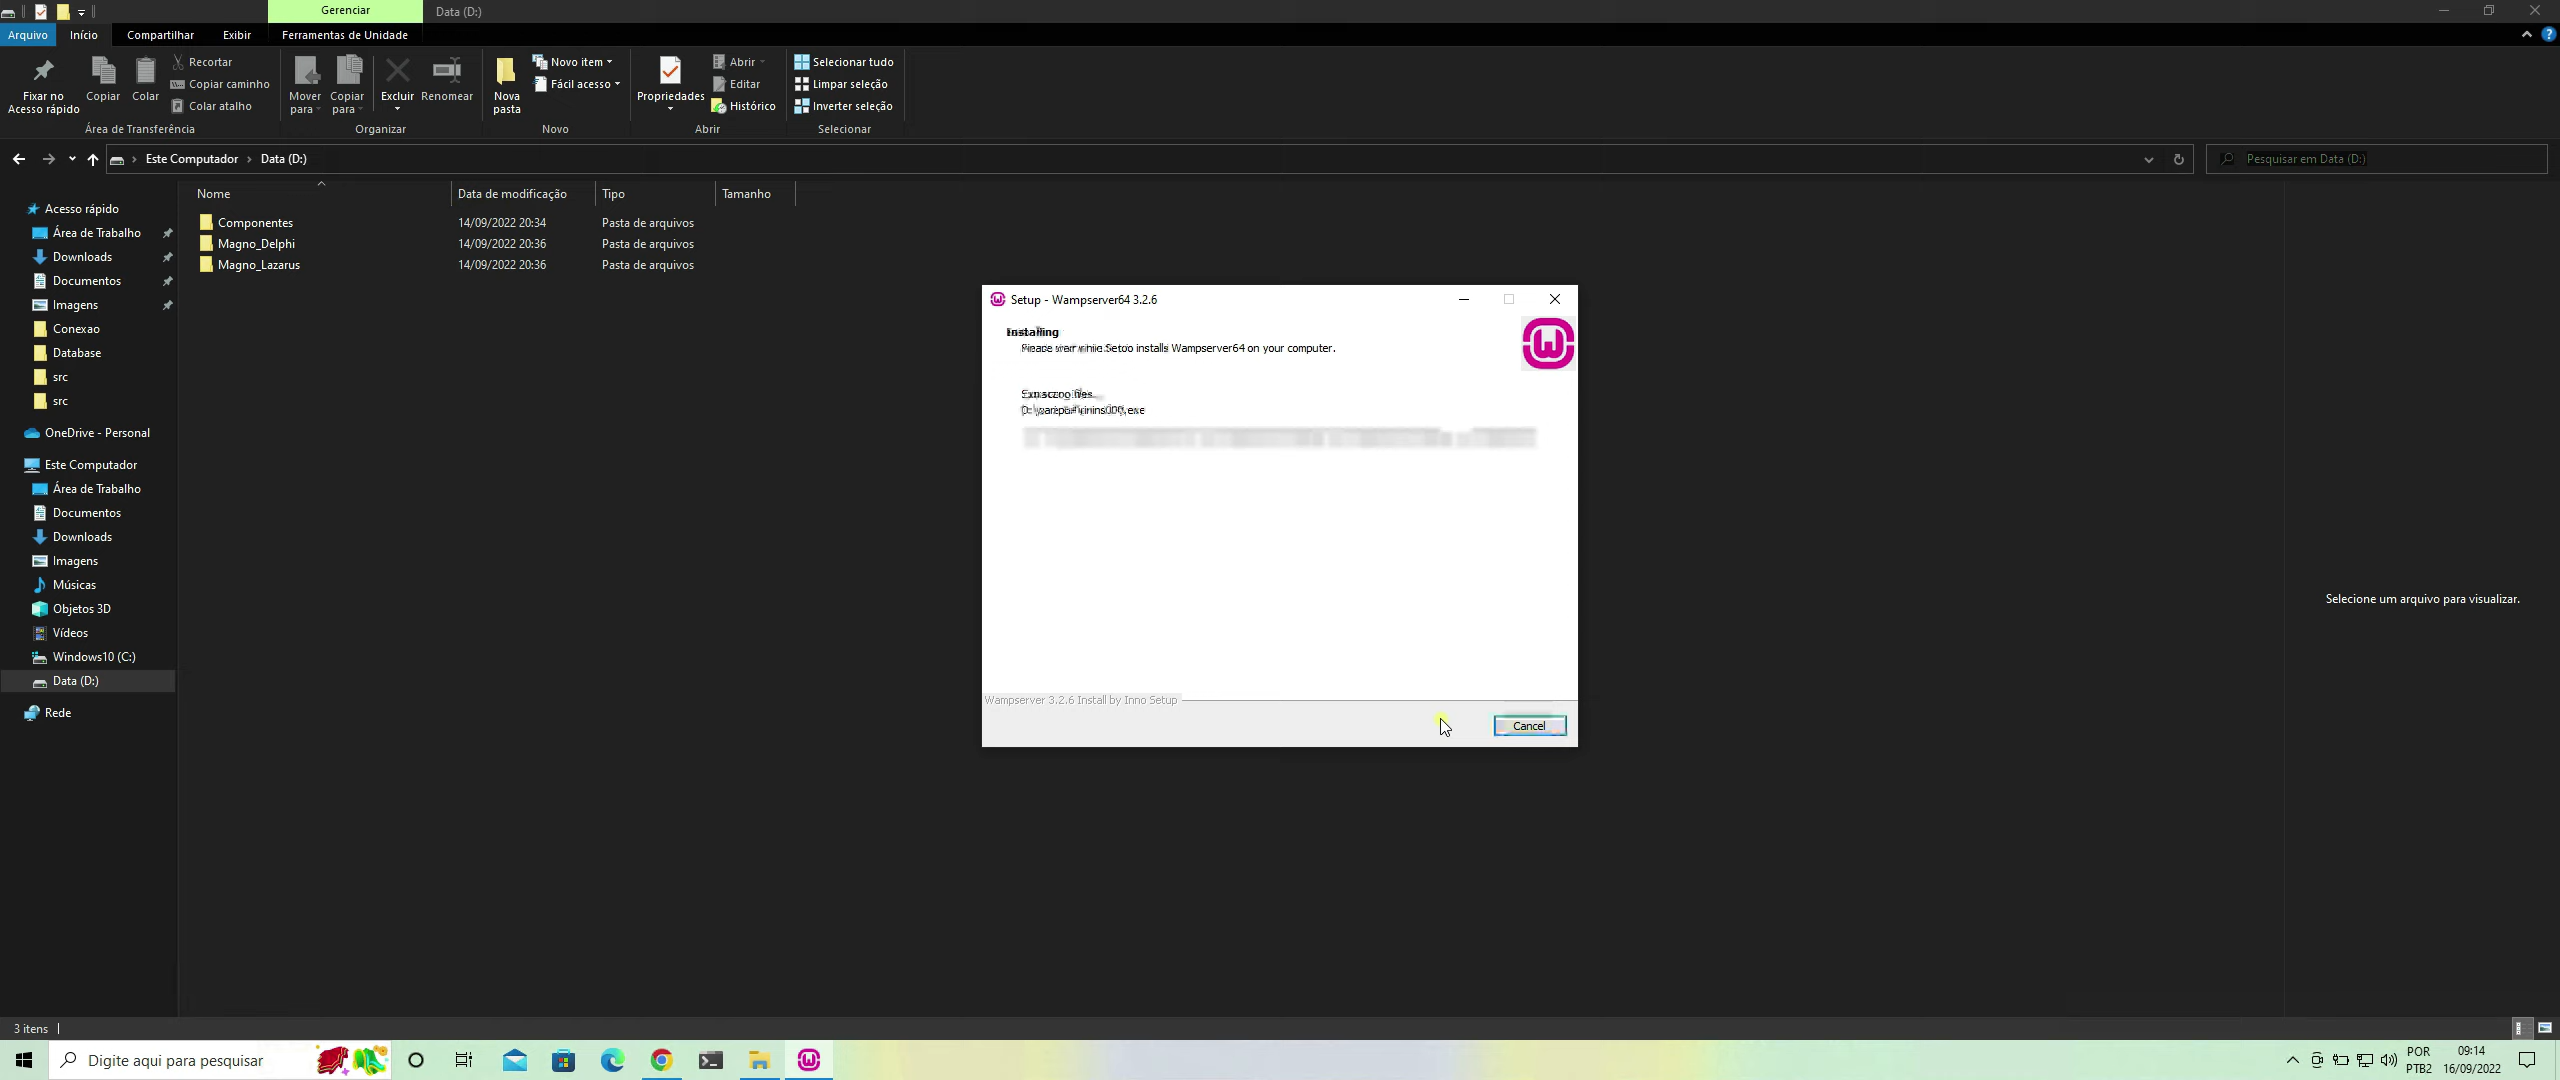 Gerenciar
Data (D:)
Arquivo
Início
Compartilhar
Exibir
Ferramentas de Unidade
Fixar no
Acesso rápido
Copiar
Colar
Recortar
Copiar caminho
Colar atalho
Área de Transferência
Mover
para
Copiar
para
Excluir
Renomear
Organizar
Nova
pasta
Novo item
Fácil acesso
Novo
Propriedades
Abrir
Editar
Histórico
Abrir
Selecionar tudo
Limpar seleção
Inverter seleção
Selecionar
Este Computador > Data (D:)
Pesquisar em Data (D:)
Acesso rápido
Área de Trabalho
Downloads
Documentos
Imagens
Conexao
Database
src
src
OneDrive - Personal
Este Computador
Área de Trabalho
Documentos
Downloads
Imagens
Músicas
Objetos 3D
Vídeos
Windows10 (C:)
Data (D:)
Rede
Nome
Data de modificação
Tipo
Tamanho
Componentes 14/09/2022 20:34 Pasta de arquivos
Magno_Delphi 14/09/2022 20:36 Pasta de arquivos
Magno_Lazarus 14/09/2022 20:36 Pasta de arquivos
Setup - Wampserver64 3.2.6
Installing
installs Wampserver64 on your computer.
Wampserver 3.2.6 Install by Inno Setup
Cancel
Selecione um arquivo para visualizar.
3 itens
Digite aqui para pesquisar
POR
PTB2
09:14
16/09/2022